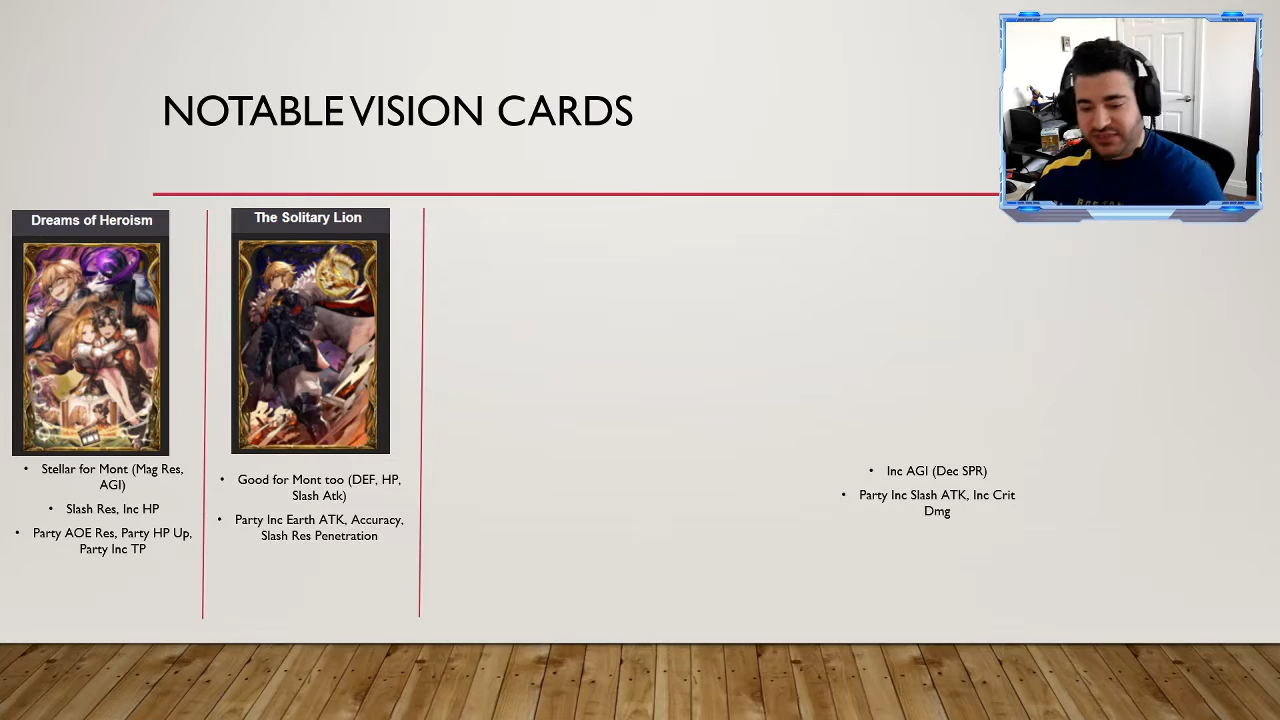 NOTABLE VISION CARDS
Dreams of Heroism
• Stellar for Mont (Mag Res,
AGI)
• Slash Res, Inc HP
• Party AOE Res, Party HP Up,
Party Inc TP
The Solitary Lion
• Good for Mont too (DEF, HP,
Slash Atk)
• Party Inc Earth ATK, Accuracy,
Slash Res Penetration
• Inc AGI (Dec SPR)
• Party Inc Slash ATK, Inc Crit
Dmg